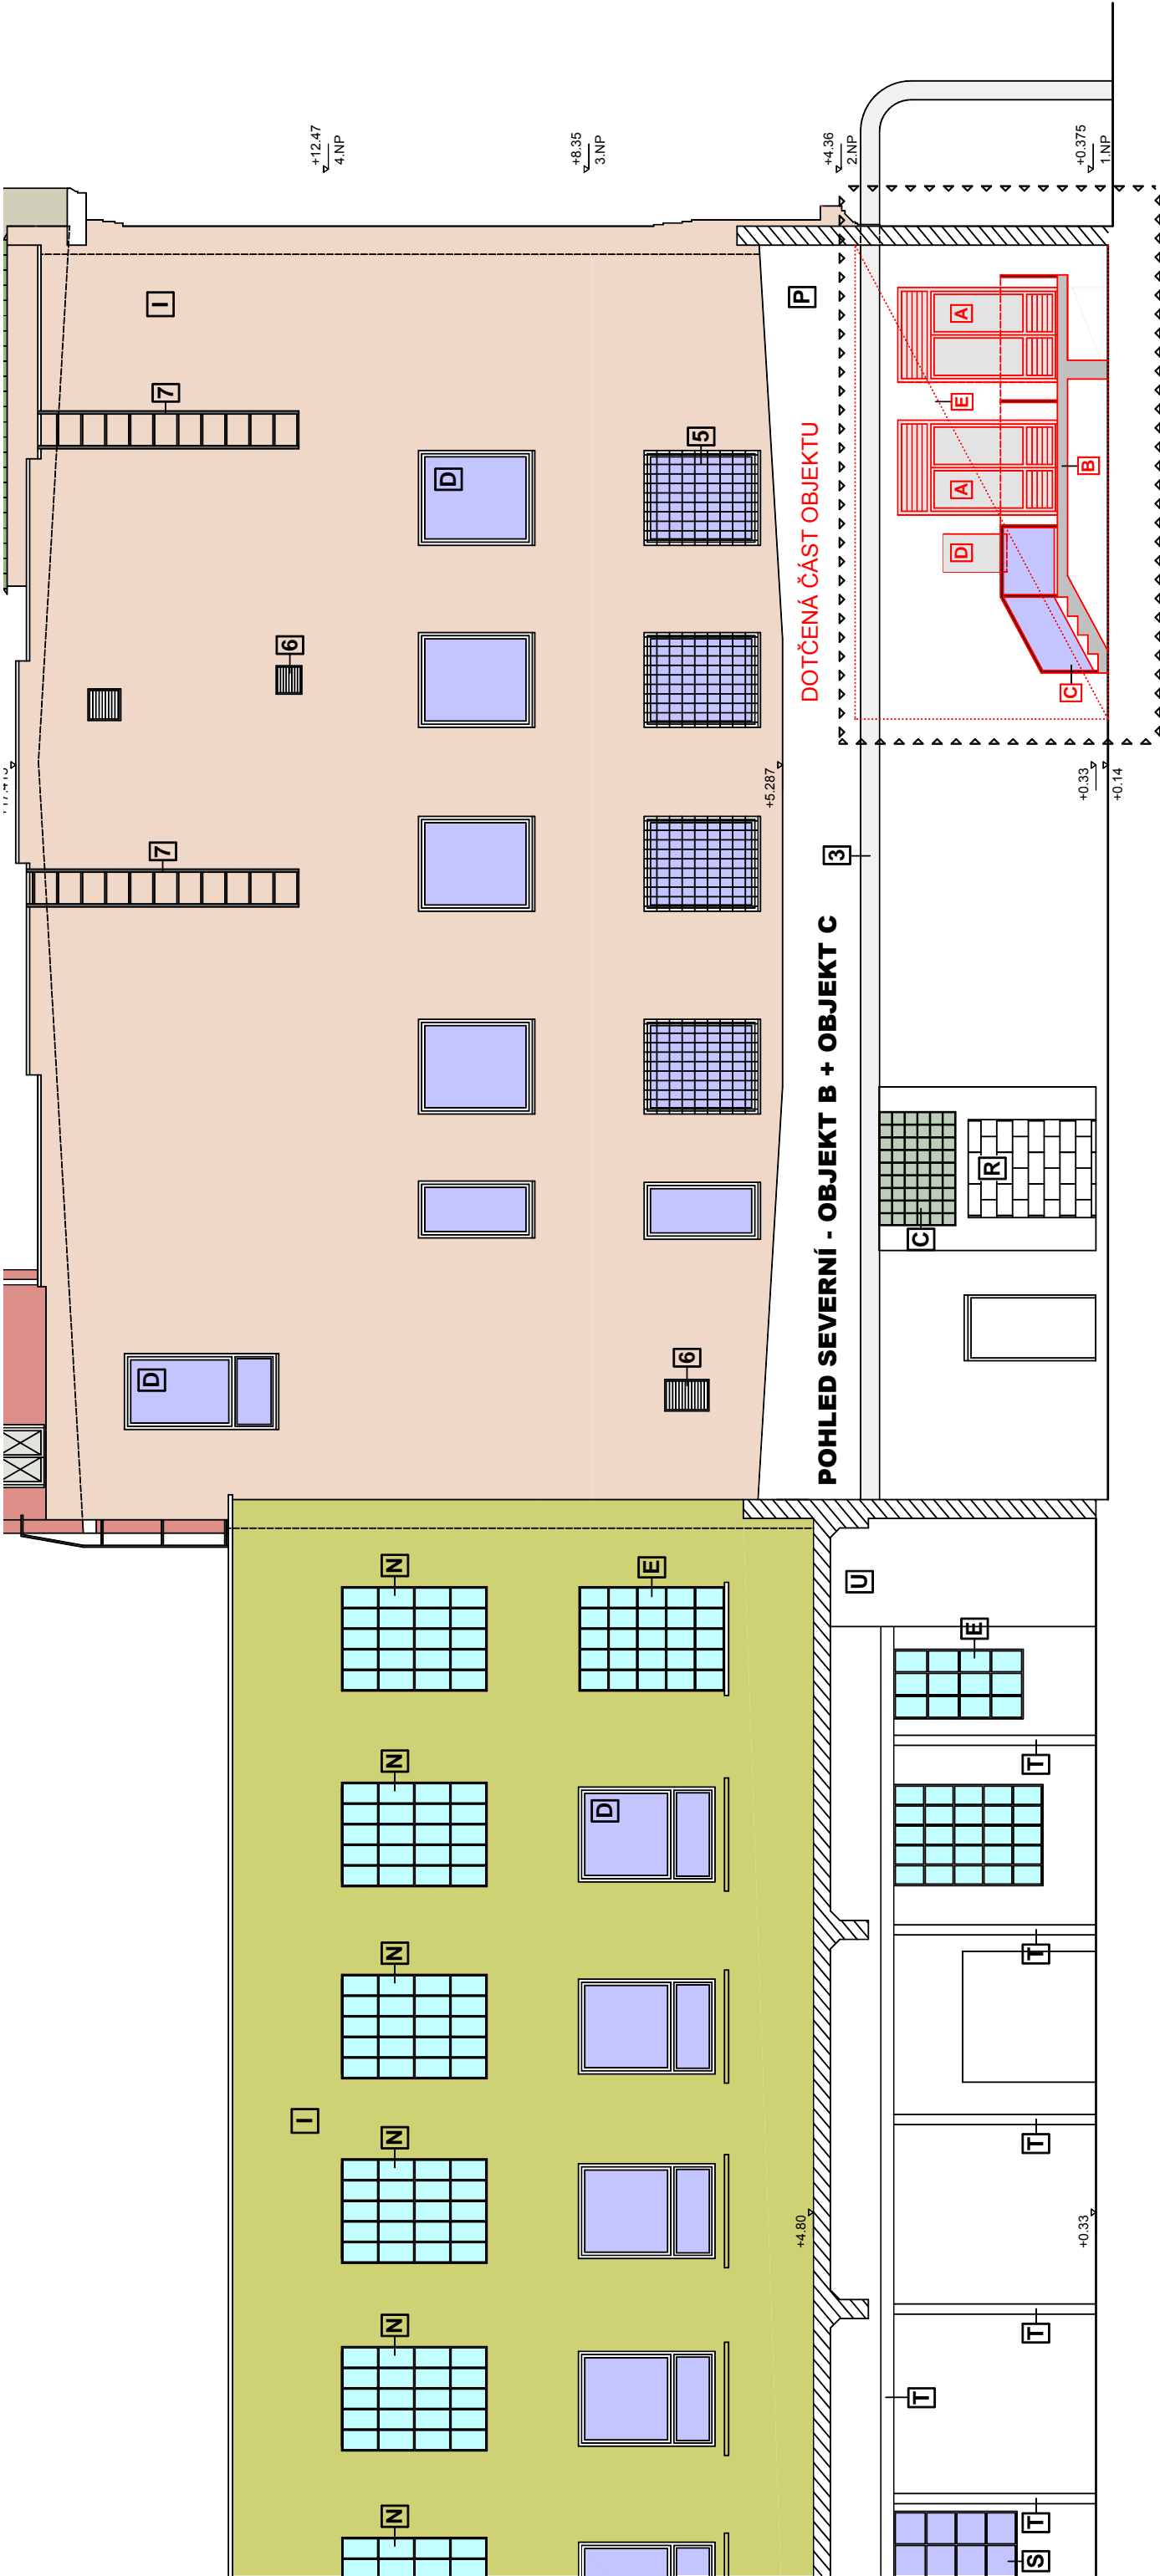 D
7
7
I
6
I
+12.47
4.NP
N
N
N
N
N
N
D
+8.35
3.NP
D
E
6
5
+5.287
+4.80
P
DOTČENÁ ČÁST OBJEKTU
POHLED SEVERNÍ - OBJEKT B + OBJEKT C
3
+4.36
2.NP
U
T
C
D
A
E
A
E
R
S
T
T
T
T
T
C
B
+0.33
+0.33
+0.375
1.NP
+0.14